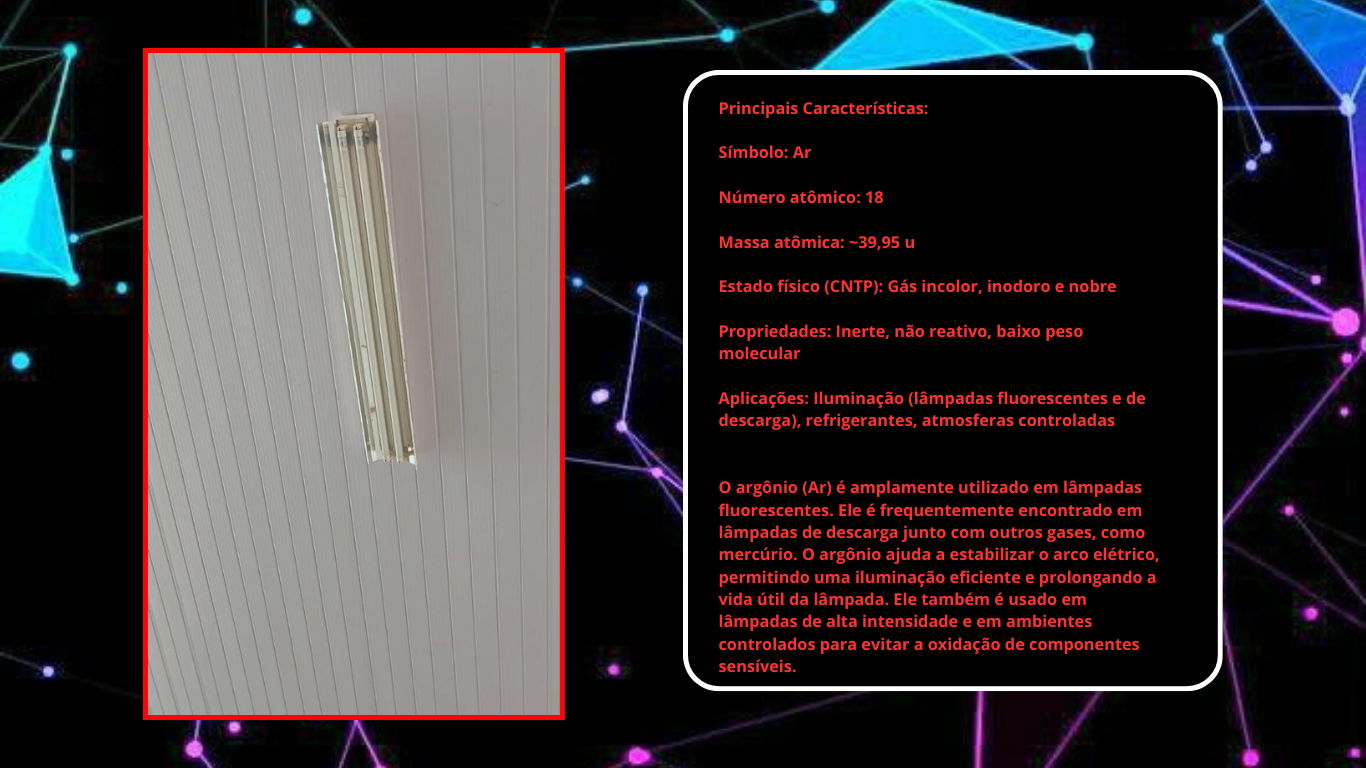 Principais Características:
Símbolo: Ar
Número atômico: 18
Massa atômica: ~39,95 u
Estado físico (CNTP): Gás incolor, inodoro e nobre
Propriedades: Inerte, não reativo, baixo peso
molecular
Aplicações: Iluminação (lâmpadas fluorescentes e de
descarga), refrigerantes, atmosferas controladas
O argônio (Ar) é amplamente utilizado em lâmpadas
fluorescentes. Ele é frequentemente encontrado em
lâmpadas de descarga junto com outros gases, como
mercúrio. O argônio ajuda a estabilizar o arco elétrico,
permitindo uma iluminação eficiente e prolongando a
vida útil da lâmpada. Ele também é usado em
lâmpadas de alta intensidade e em ambientes
controlados para evitar a oxidação de componentes
sensíveis.